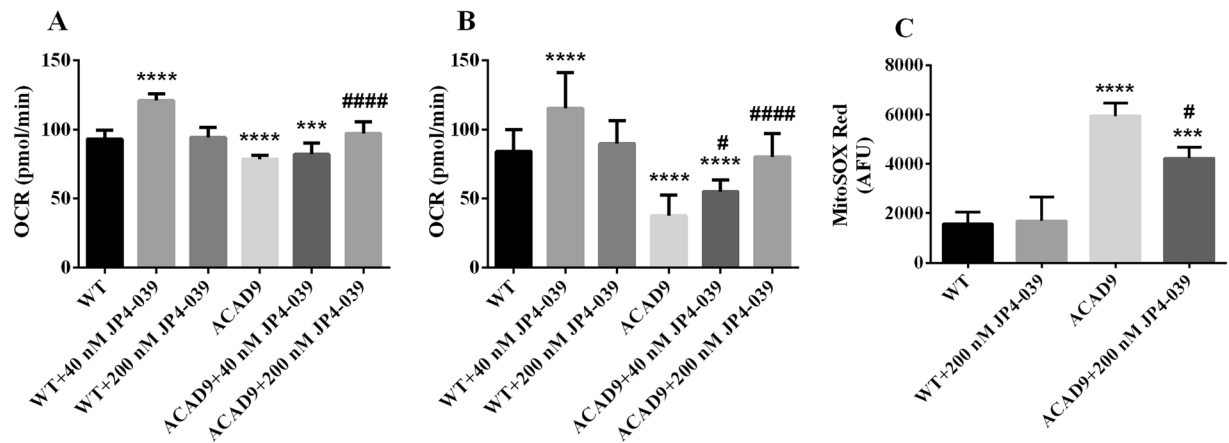 A
OCR (pmol/min)
150
100
50
0
****
****
***
####
WT
WT+40 nM JP4-039
WT+200 nM JP4-039
ACAD9
ACAD9+40 nM JP4-039
ACAD9+200 nM JP4-039
B
OCR (pmol/min)
150
100
50
0
****
****
#
****
####
WT
WT+40 nM JP4-039
WT+200 nM JP4-039
ACAD9
ACAD9+40 nM JP4-039
ACAD9+200 nM JP4-039
C
MitoSOX Red
(AFU)
8000
6000
4000
2000
0
****
#
***
WT
WT+200 nM JP4-039
ACAD9
ACAD9+200 nM JP4-039